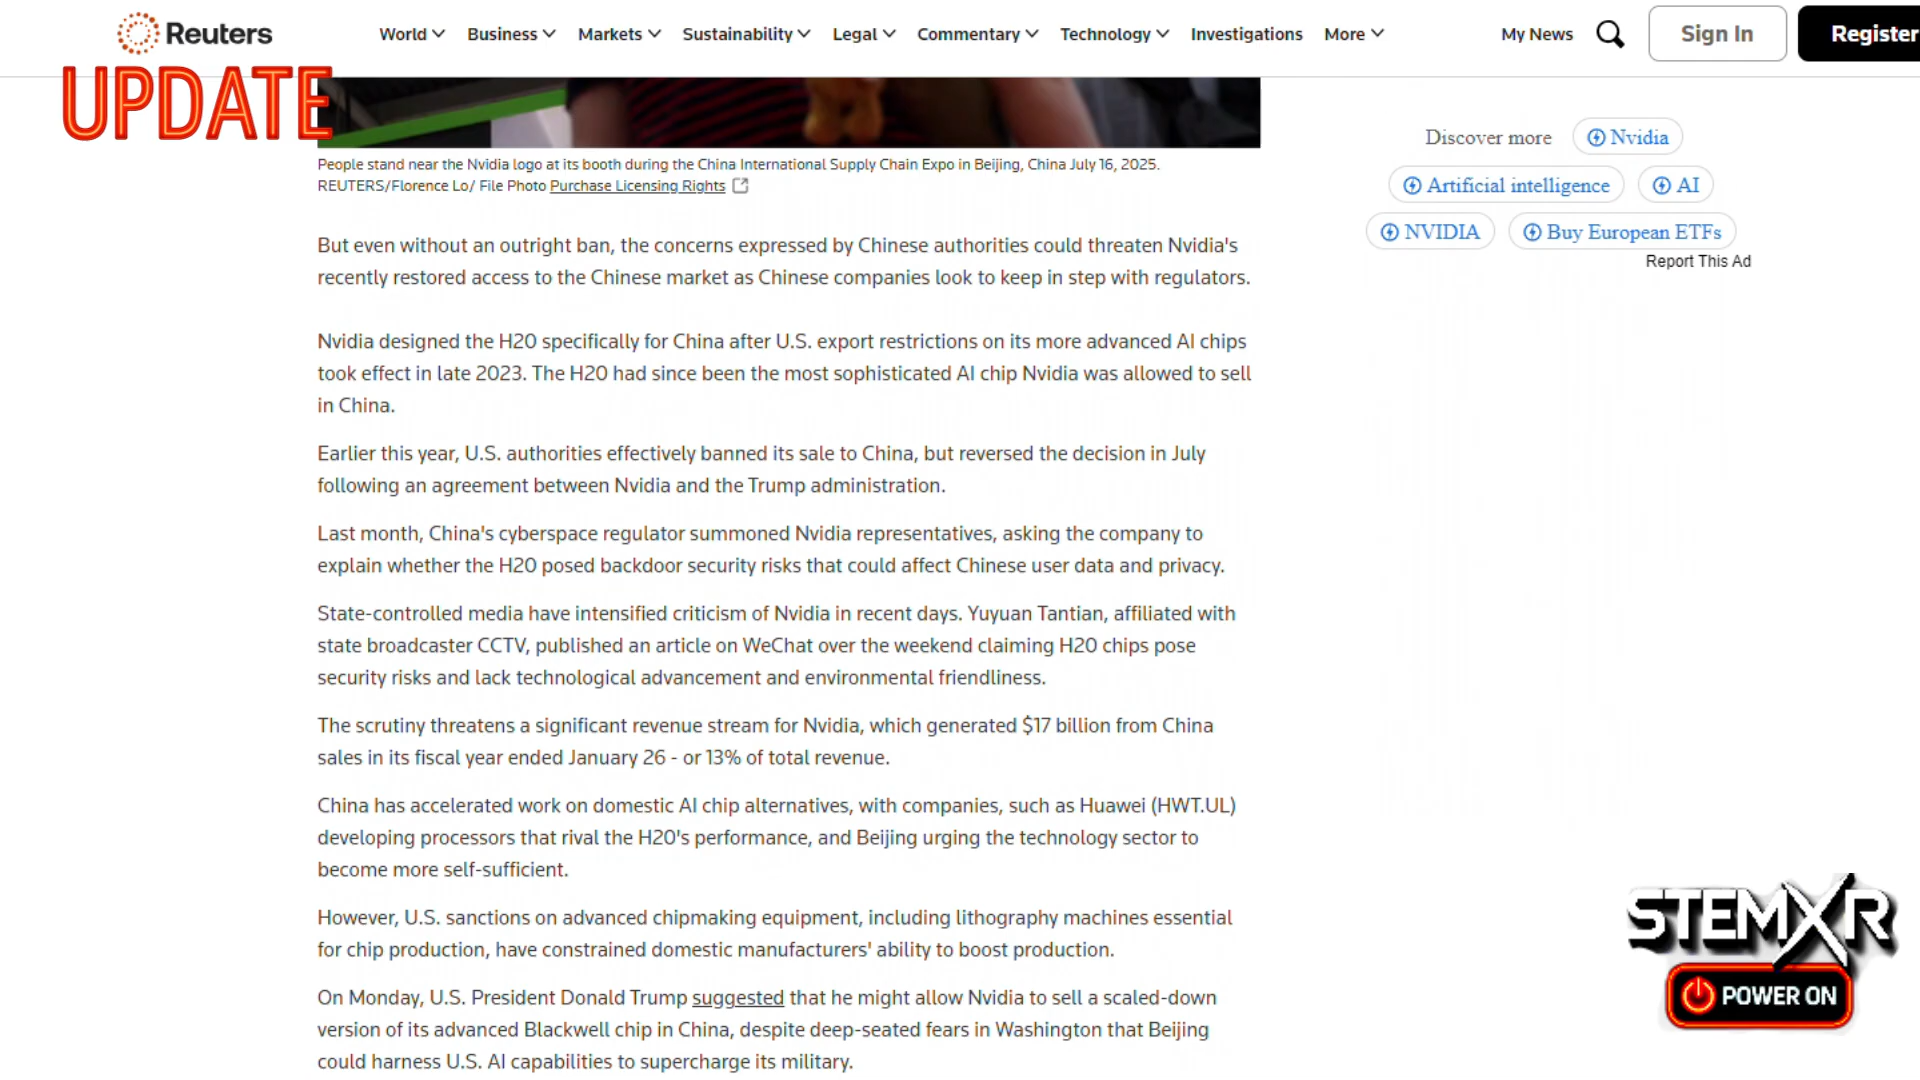 Reuters
World
Business
Markets
Sustainability
Legal
Commentary
Technology
Investigations
More
My News
Sign In
Register
UPDATE
People stand near the Nvidia logo at its booth during the China International Supply Chain Expo in Beijing, China July 16, 2025.
REUTERS/Florence Lo/ File Photo Purchase Licensing Rights
But even without an outright ban, the concerns expressed by Chinese authorities could threaten Nvidia's
recently restored access to the Chinese market as Chinese companies look to keep in step with regulators.
Nvidia designed the H20 specifically for China after U.S. export restrictions on its more advanced AI chips
took effect in late 2023. The H20 had since been the most sophisticated AI chip Nvidia was allowed to sell
in China.
Earlier this year, U.S. authorities effectively banned its sale to China, but reversed the decision in July
following an agreement between Nvidia and the Trump administration.
Last month, China's cyberspace regulator summoned Nvidia representatives, asking the company to
explain whether the H20 posed backdoor security risks that could affect Chinese user data and privacy.
State-controlled media have intensified criticism of Nvidia in recent days. Yuyuan Tantian, affiliated with
state broadcaster CCTV, published an article on WeChat over the weekend claiming H20 chips pose
security risks and lack technological advancement and environmental friendliness.
The scrutiny threatens a significant revenue stream for Nvidia, which generated $17 billion from China
sales in its fiscal year ended January 26 - or 13% of total revenue.
China has accelerated work on domestic AI chip alternatives, with companies, such as Huawei (HWT.UL)
developing processors that rival the H20's performance, and Beijing urging the technology sector to
become more self-sufficient.
However, U.S. sanctions on advanced chipmaking equipment, including lithography machines essential
for chip production, have constrained domestic manufacturers' ability to boost production.
On Monday, U.S. President Donald Trump suggested that he might allow Nvidia to sell a scaled-down
version of its advanced Blackwell chip in China, despite deep-seated fears in Washington that Beijing
could harness U.S. AI capabilities to supercharge its military.
Discover more
Nvidia
Artificial intelligence
AI
NVIDIA
Buy European ETFs
Report This Ad
STEMXR
POWER ON